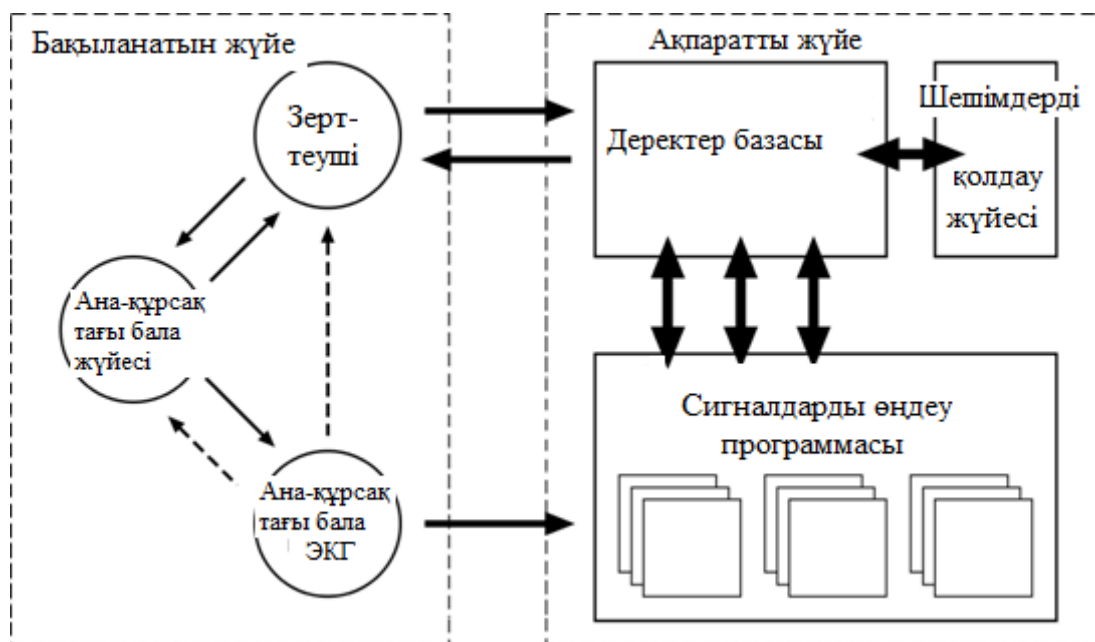 Бақыланатын жүйе
Зерт-
теуші
Ана-құрсақ
тағы бала
жүйесі
Ана-құрсақ
тағы бала
ЭКГ
Ақпаратты жүйе
Деректер базасы
Шешімдерді
қолдау
жүйесі
Сигналдарды өңдеу
программасы